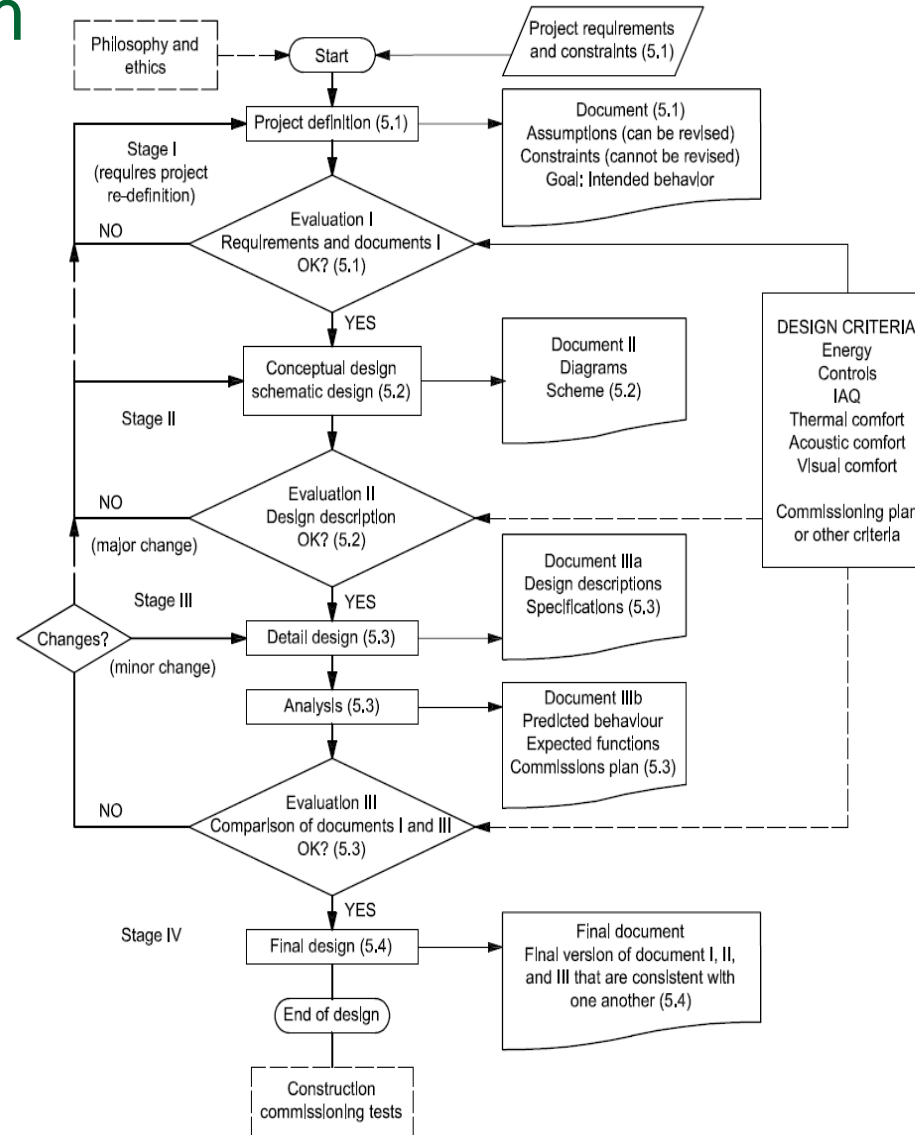 n
Philosophy and
ethics
Start
Project requirements
and constraints (5.1)
Project definition (5.1)
Document (5.1)
Assumptions (can be revised)
Constraints (cannot be revised)
Goal: Intended behavior
Stage I
(requires project
re-definition)
NO
Evaluation I
Requirements and documents I
OK? (5.1)
YES
DESIGN CRITERIA
Energy
Controls
IAQ
Thermal comfort
Acoustic comfort
Visual comfort
Commissioning plan
or other criteria
Conceptual design
schematic design (5.2)
Document II
Diagrams
Scheme (5.2)
Stage II
NO
(major change)
Evaluation II
Design description
OK? (5.2)
YES
Document IIIa
Design descriptions
Specifications (5.3)
Stage III
Changes?
(minor change)
Detail design (5.3)
Analysis (5.3)
Document IIIb
Predicted behaviour
Expected functions
Commissions plan (5.3)
NO
Evaluation III
Comparison of documents I and III
OK? (5.3)
YES
Stage IV
Final design (5.4)
Final document
Final version of document I, II,
and III that are consistent with
one another (5.4)
End of design
Construction
commissioning tests